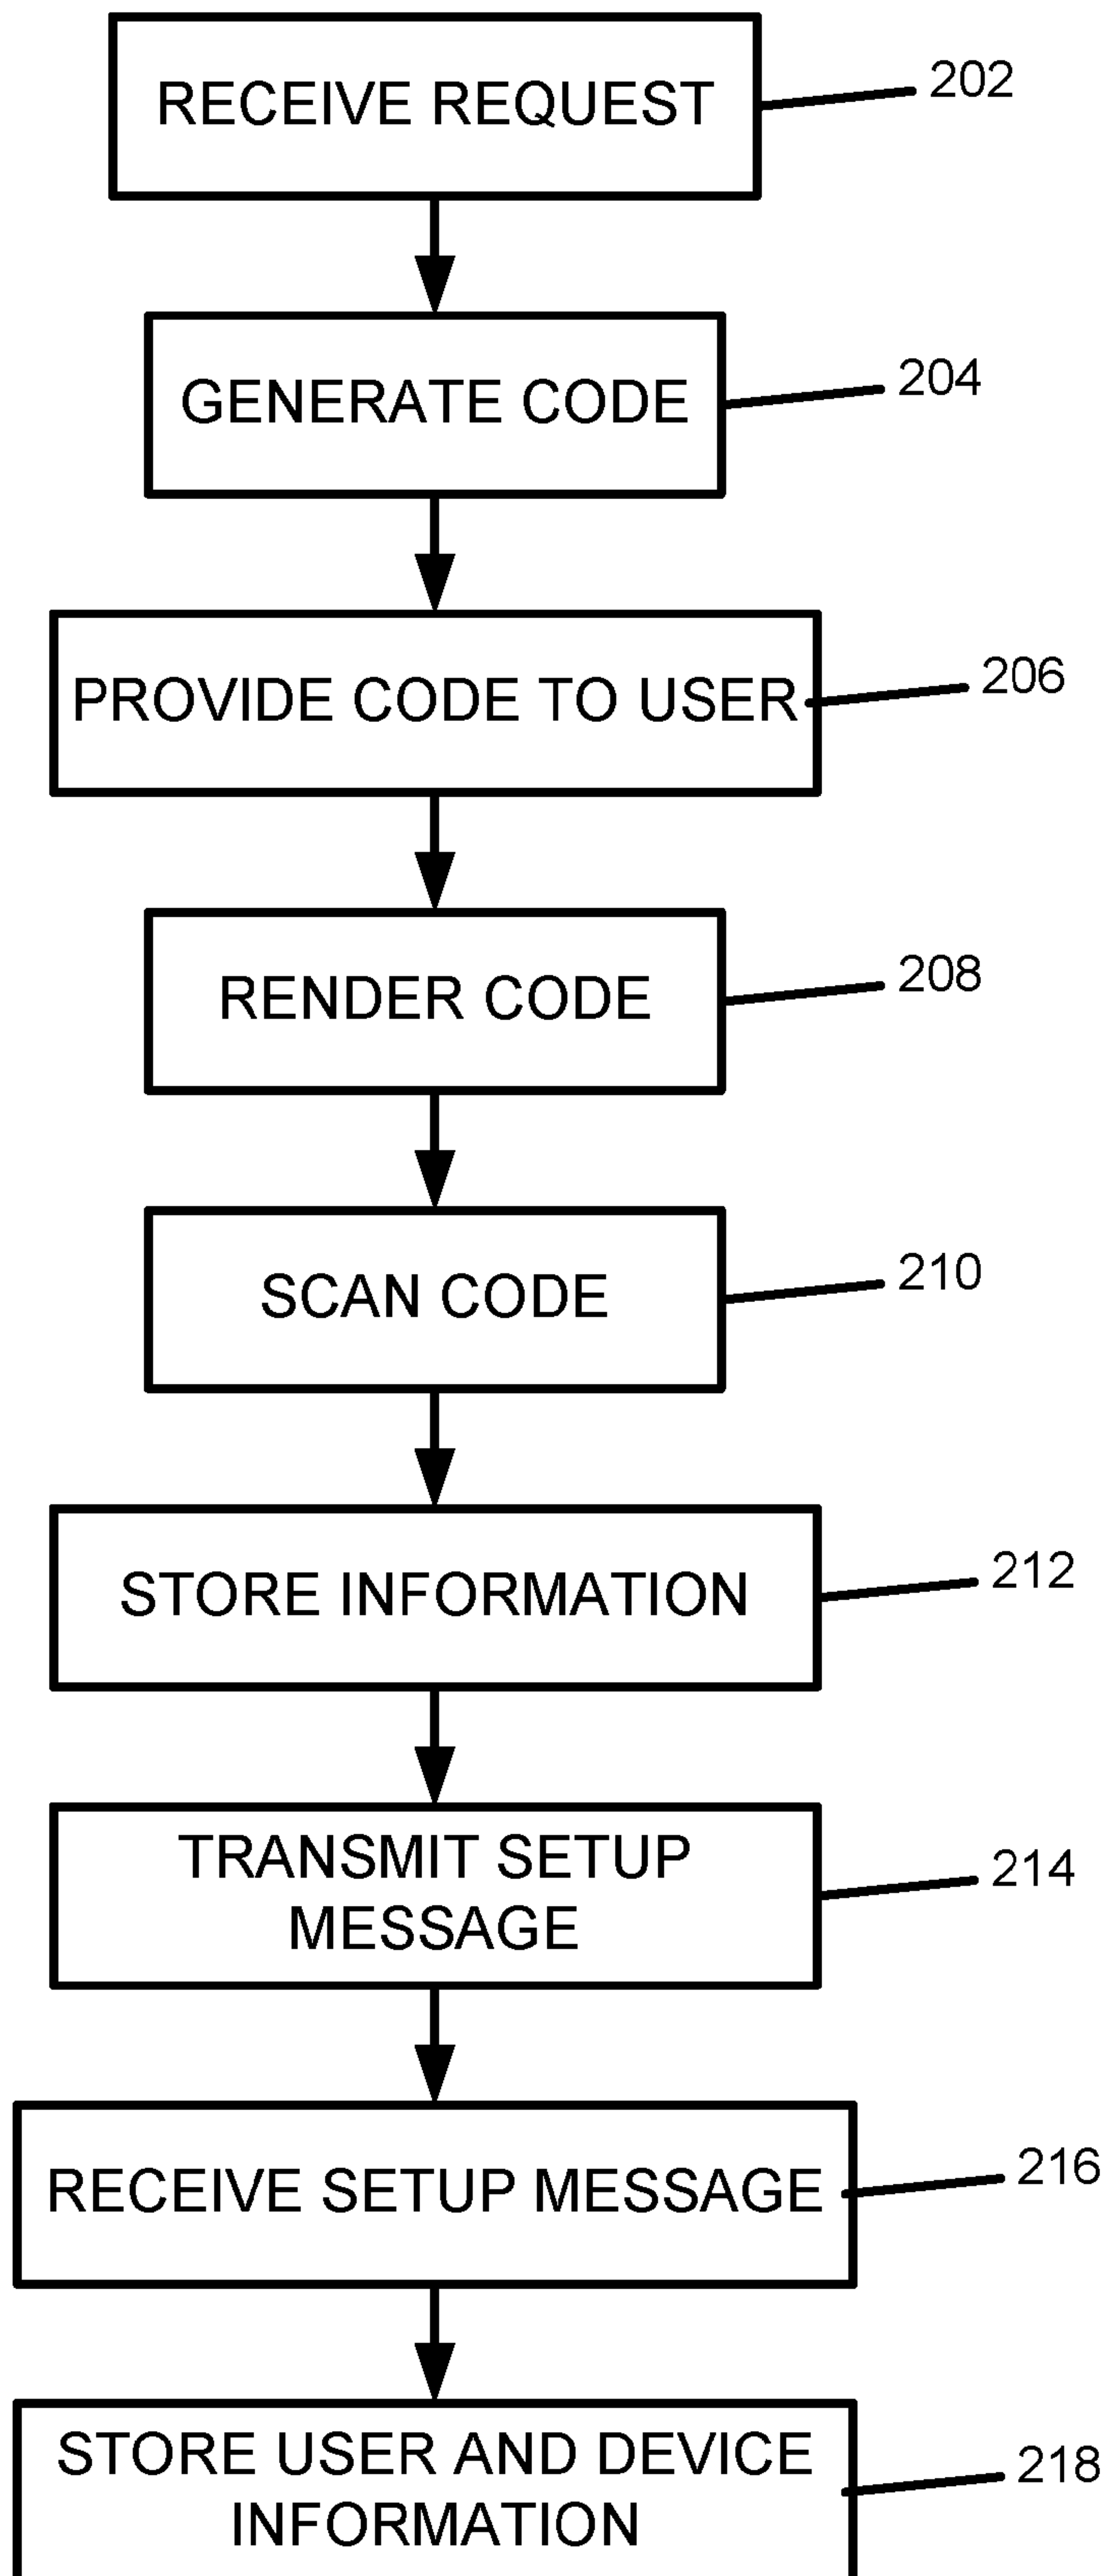 RECEIVE REQUEST
202
GENERATE CODE
204
PROVIDE CODE TO USER
206
RENDER CODE
208
SCAN CODE
210
STORE INFORMATION
212
TRANSMIT SETUP
MESSAGE
214
RECEIVE SETUP MESSAGE
216
STORE USER AND DEVICE
INFORMATION
218